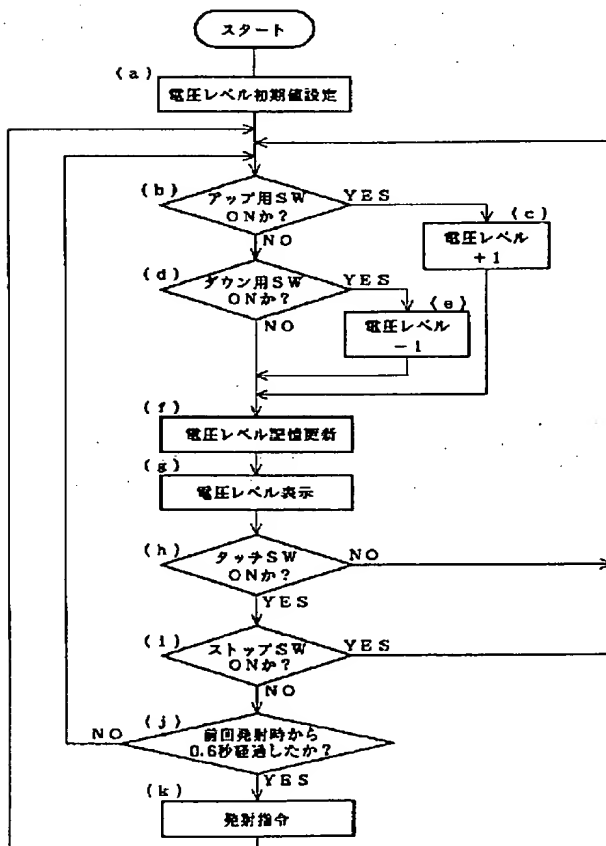 スタート
(a)
電圧レベル初期値設定
(b)
アップ用SW
ONか?
YES
NO
(c)
電圧レベル
+1
(d)
ダウン用SW
ONか?
YES
NO
(e)
電圧レベル
-1
(f)
電圧レベル記憶更新
(g)
電圧レベル表示
(h)
タッチSW
ONか?
NO
YES
(i)
ストップSW
ONか?
YES
NO
(j)
前回発射時から
0.6秒経過したか?
NO
YES
(k)
発射指令